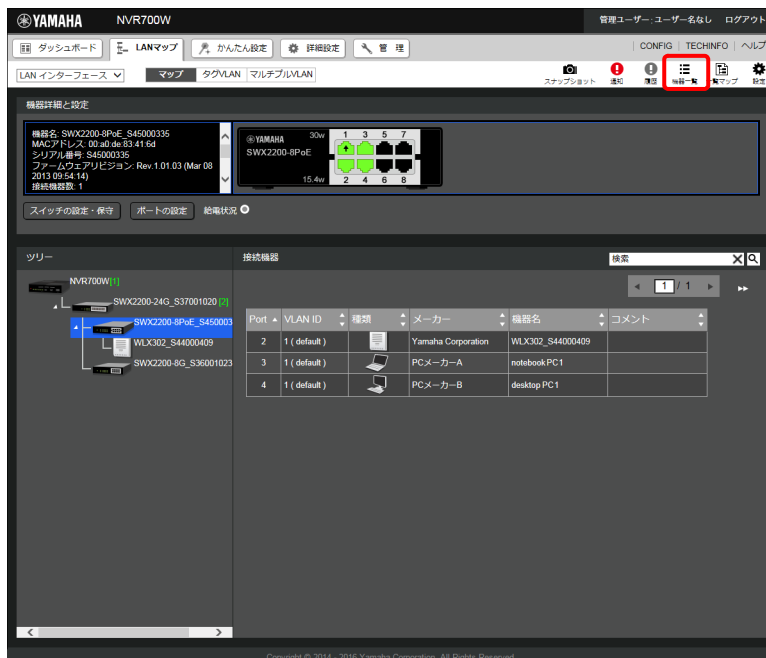 YAMAHA NVR700W 管理ユーザー: ユーザー名なし ログアウト
ダッシュボード LANマップ かんたん設定 詳細設定 管理 CONFIG TECHINFO ヘルプ
LAN インターフェース マップ タグVLAN マルチプルVLAN
スナップショット 通知 履歴 機器一覧 一覧マップ 設定
機器詳細と設定
機器名: SWX2200-8PoE_S45000335
MACアドレス: 00:a0:de:83:41:6d
シリアル番号: S45000335
ファームウェアリビジョン: Rev.1.01.03 (Mar 08
2013 09:54:14)
接続機器数: 1
YAMAHA 30w 1 3 5 7
SWX2200-8PoE
15.4w 2 4 6 8
スイッチの設定・保守 ポートの設定 給電状況
ツリー
NVR700W[1]
SWX2200-24G_S37001020 [2]
SWX2200-8PoE_S450003
WLX302_S44000409
SWX2200-8G_S36001023
接続機器 検索
1 / 1
Port VLAN ID 種類 メーカー 機器名 コメント
2 1 ( default ) Yamaha Corporation WLX302_S44000409
3 1 ( default ) PCメーカーA notebook PC1
4 1 ( default ) PCメーカーB desktop PC1
Copyright © 2014 - 2016 Yamaha Corporation. All Rights Reserved.